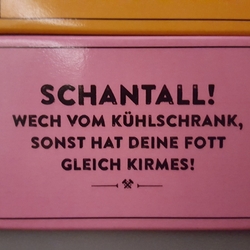 SCHANTALL!
WECH VOM KÜHLSCHRANK,
SONST HAT DEINE FOTT
GLEICH KIRMES!